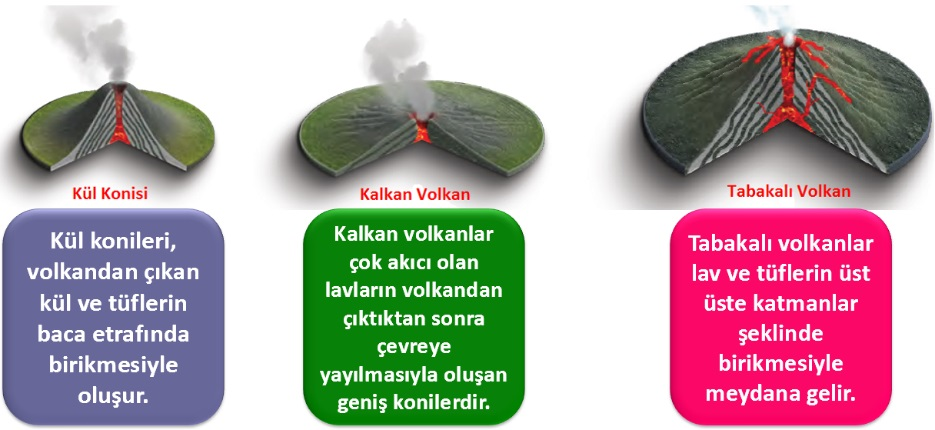 Kül Konisi
Kül konileri,
volkandan çıkan
kül ve tüflerin
baca etrafında
birikmesiyle
oluşur.
Kalkan Volkan
Kalkan volkanlar
çok akıcı olan
lavların volkandan
çıktıktan sonra
çevreye
yayılmasıyla oluşan
geniş konilerdir.
Tabakalı Volkan
Tabakalı volkanlar
lav ve tüflerin üst
üste katmanlar
şeklinde
birikmesiyle
meydana gelir.